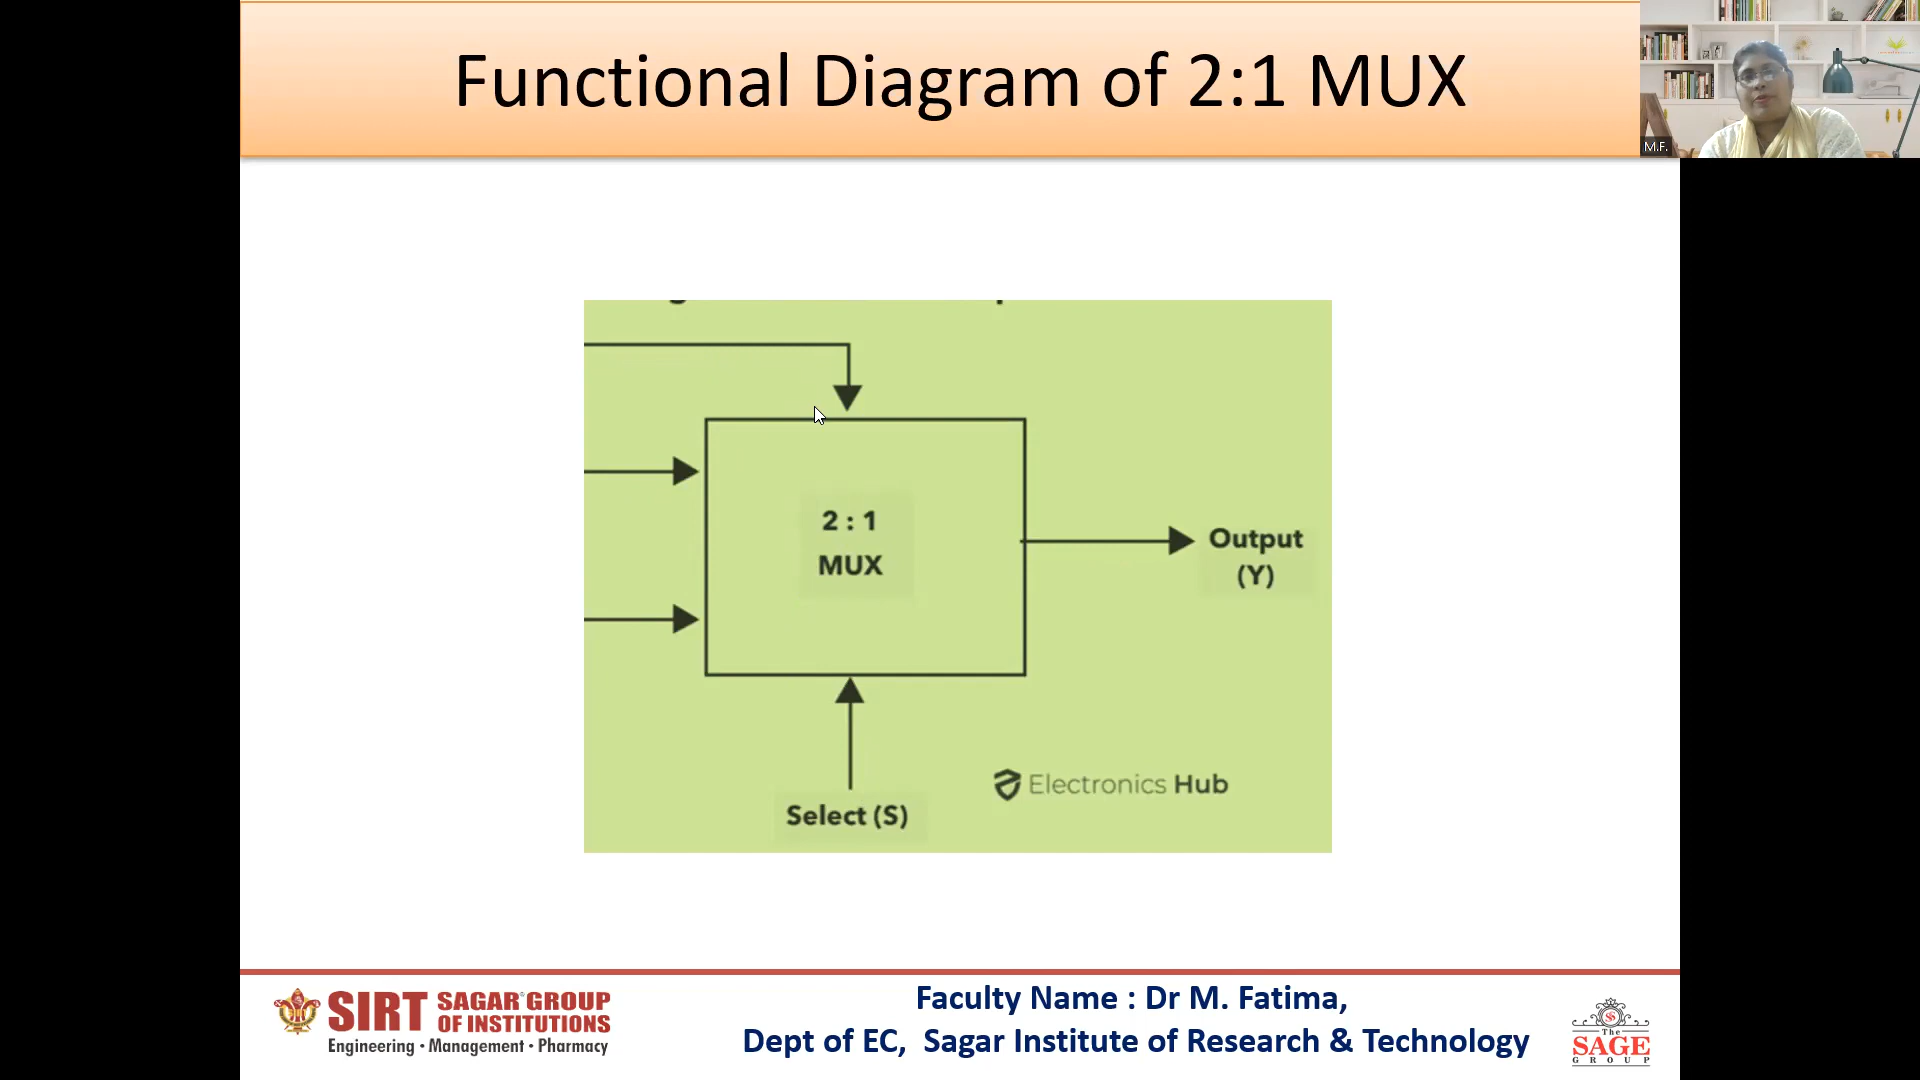 Functional Diagram of 2:1 MUX
M.F.
2 : 1
MUX
Output
(Y)
Select (S)
Electronics Hub
SIRT SAGAR GROUP
OF INSTITUTIONS
Engineering • Management • Pharmacy
Faculty Name : Dr M. Fatima,
Dept of EC, Sagar Institute of Research & Technology
The
SAGE
GROUP